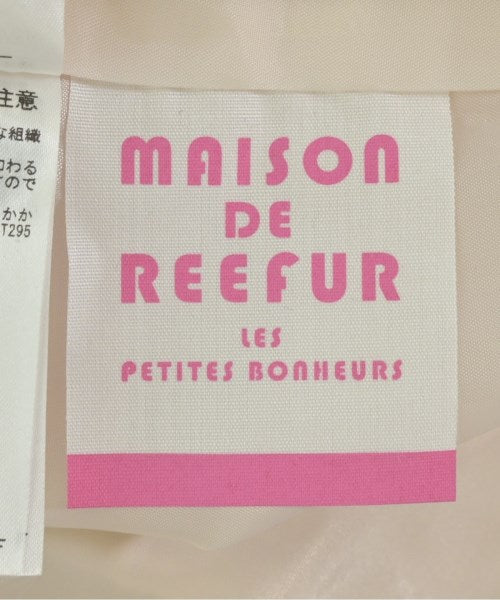 注意
な組織
わる
ので
かか
T295
MAISON
DE
REEFUR
LES
PETITES BONHEURS